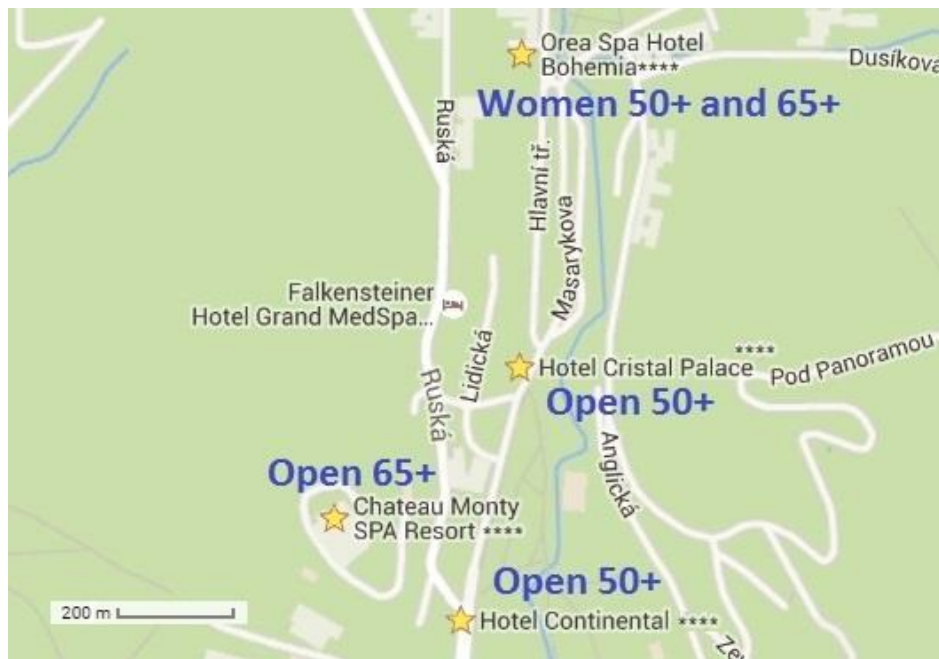 Orea Spa Hotel
Bohemia****
Dusíkova
Women 50+ and 65+
Ruská
Hlavní tř.
Masarykova
Falkensteiner
Hotel Grand MedSpa...
Lidická
****
Hotel Cristal Palace
Pod Panoramou
Ruská
Open 50+
Anglická
Open 65+
Chateau Monty
SPA Resort ****
Open 50+
200 m
Hotel Continental ****